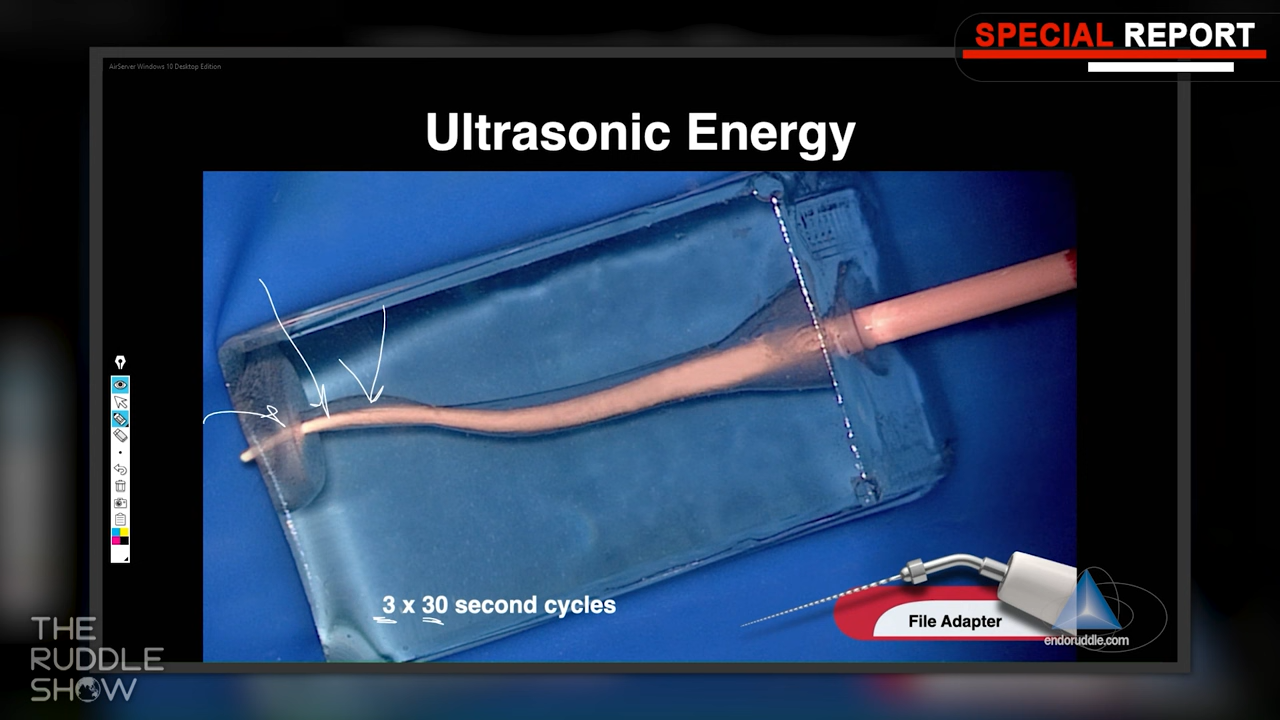 SPECIAL REPORT
AirServer Windows 10 Desktop Edition
Ultrasonic Energy
3 x 30 second cycles
File Adapter
endoruddle.com
THE
RUDDLE
SHOW